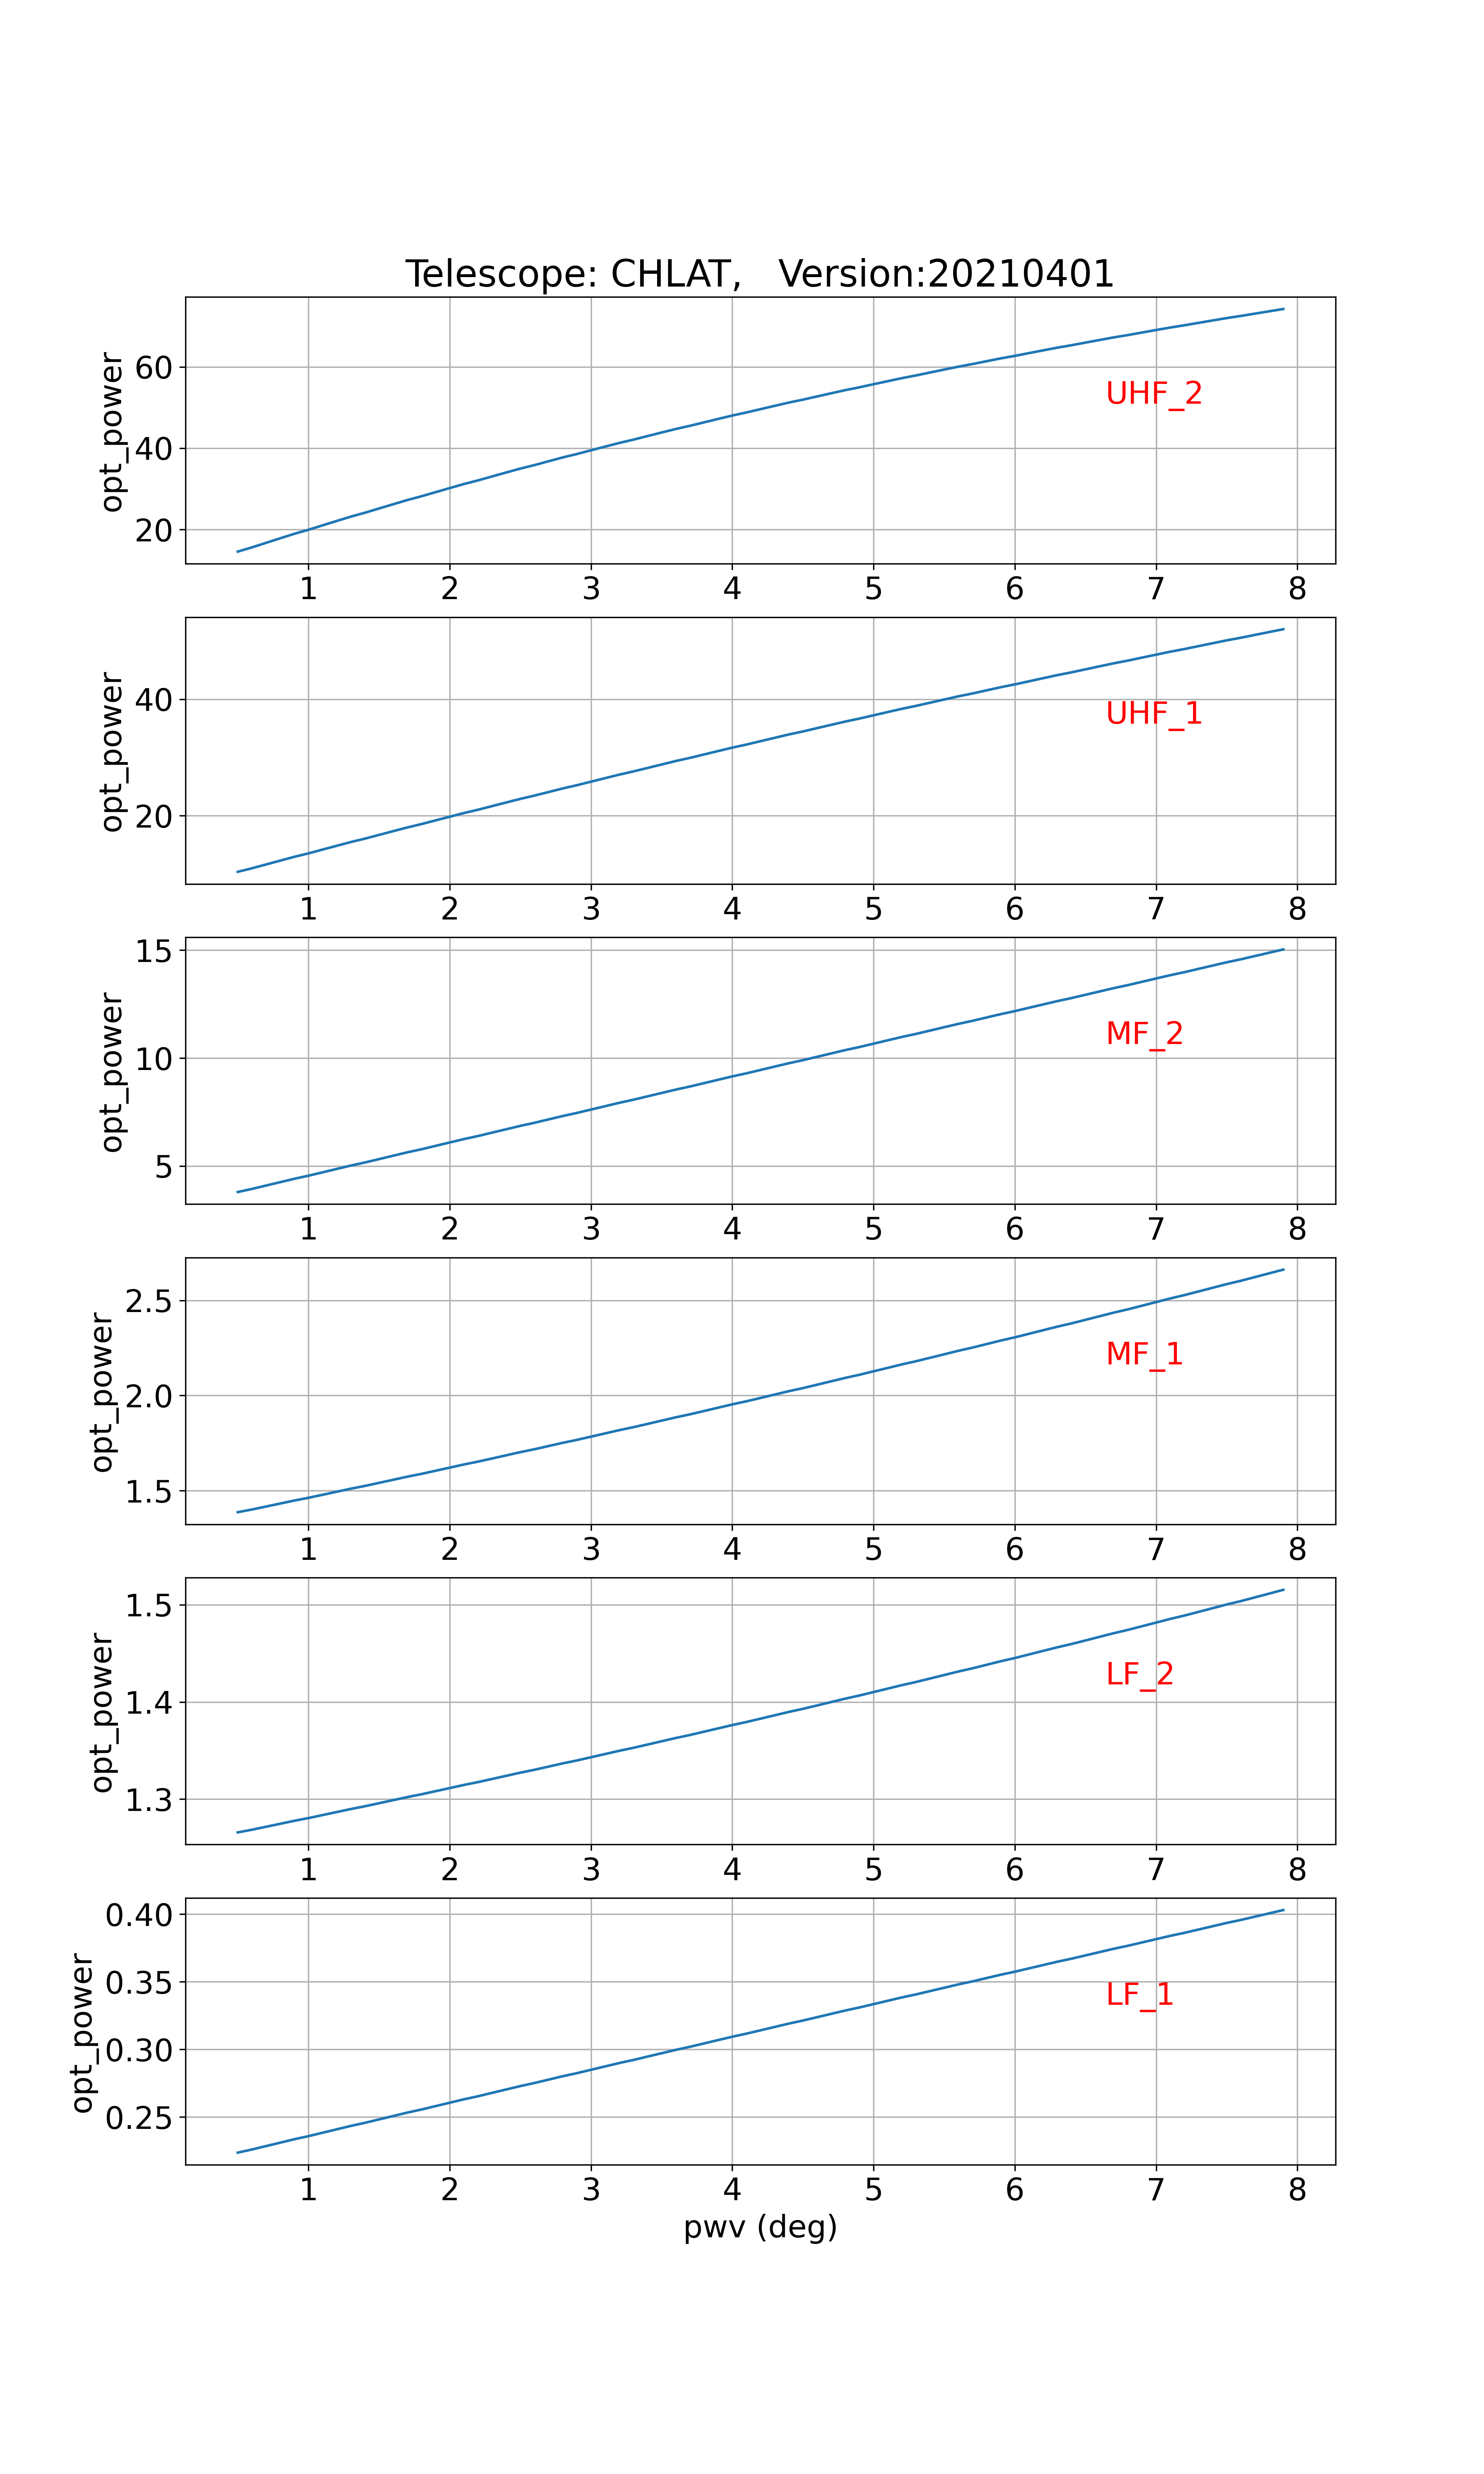 Telescope: CHLAT,   Version:20210401
opt_power
60
40
20
UHF_2
1 2 3 4 5 6 7 8
opt_power
40
20
UHF_1
1 2 3 4 5 6 7 8
opt_power
15
10
5
MF_2
1 2 3 4 5 6 7 8
opt_power
2.5
2.0
1.5
MF_1
1 2 3 4 5 6 7 8
opt_power
1.5
1.4
1.3
LF_2
1 2 3 4 5 6 7 8
opt_power
0.40
0.35
0.30
0.25
LF_1
1 2 3 4 5 6 7 8
pwv (deg)